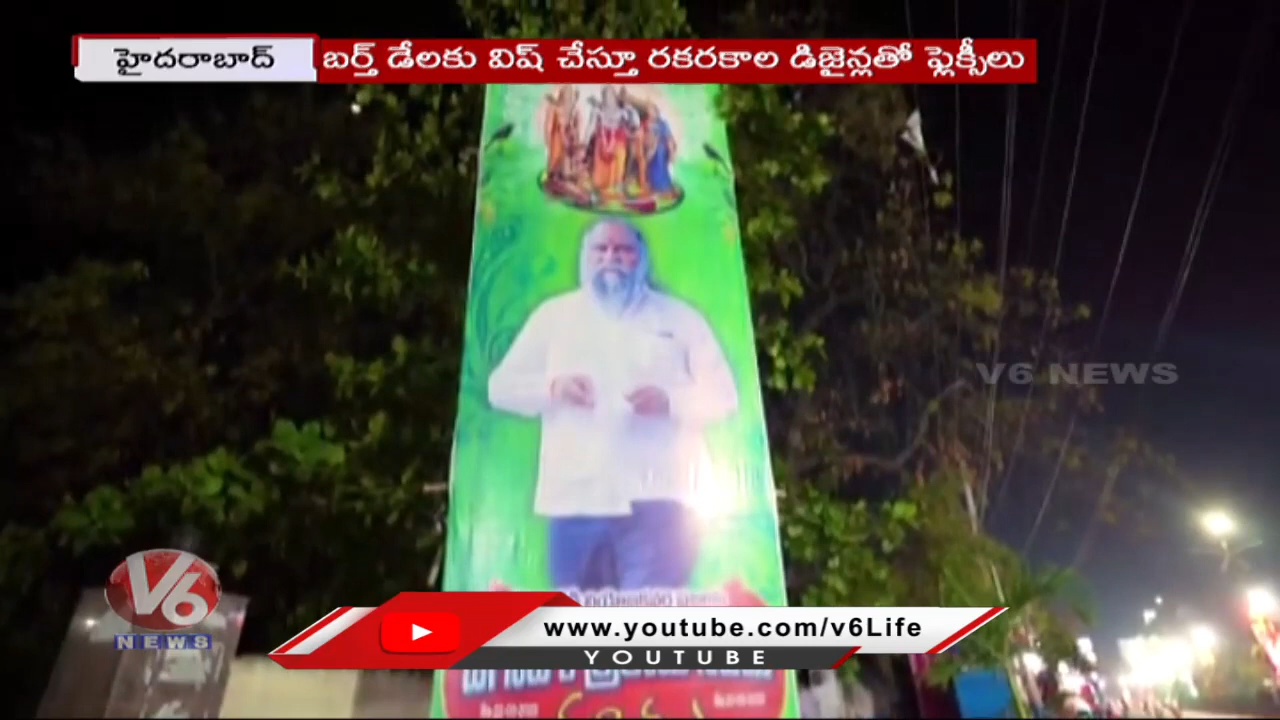 హైదరాబాద్
బర్త్ డేలకు విష్ చేస్తూ రకరకాల డిజైన్లతో ఫ్లెక్సీలు
V6 NEWS
V6
NEWS
www.youtube.com/v6Life
YOUTUBE